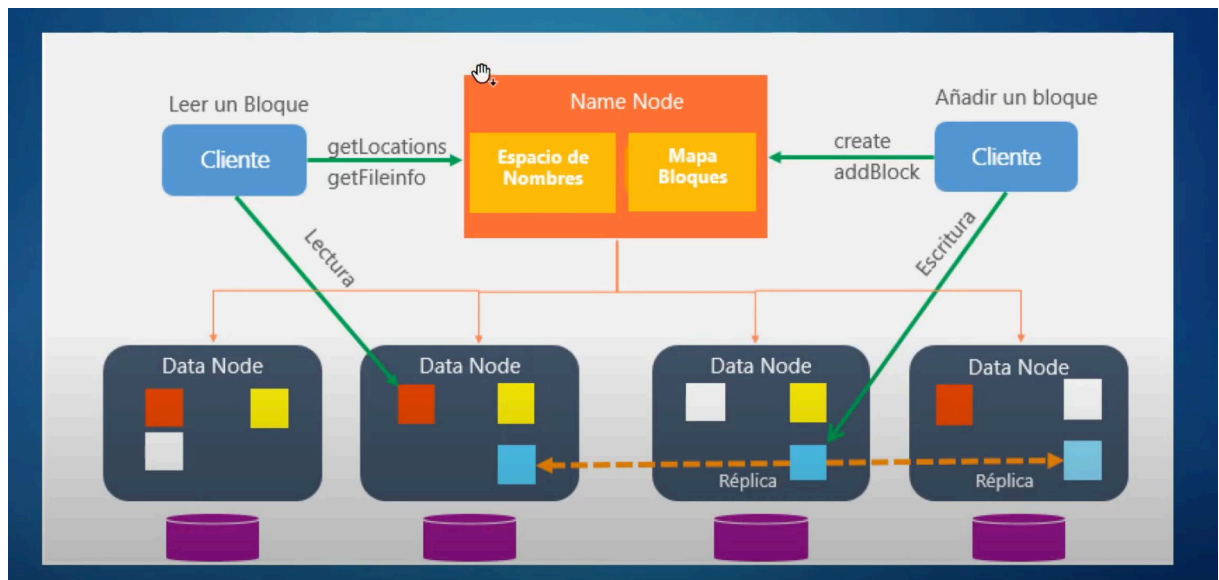 Leer un Bloque
Cliente
getLocations
getFileinfo
Name Node
Espacio de
Nombres
Mapa
Bloques
Añadir un bloque
create
addBlock
Cliente
Lectura
Escritura
Data Node
Data Node
Data Node
Data Node
Réplica
Réplica